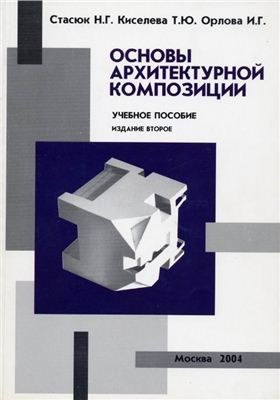 Стасюк Н.Г. Киселева Т.Ю. Орлова И.Г.
ОСНОВЫ
АРХИТЕКТУРНОЙ
КОМПОЗИЦИИ
УЧЕБНОЕ ПОСОБИЕ
ИЗДАНИЕ ВТОРОЕ
Москва 2004